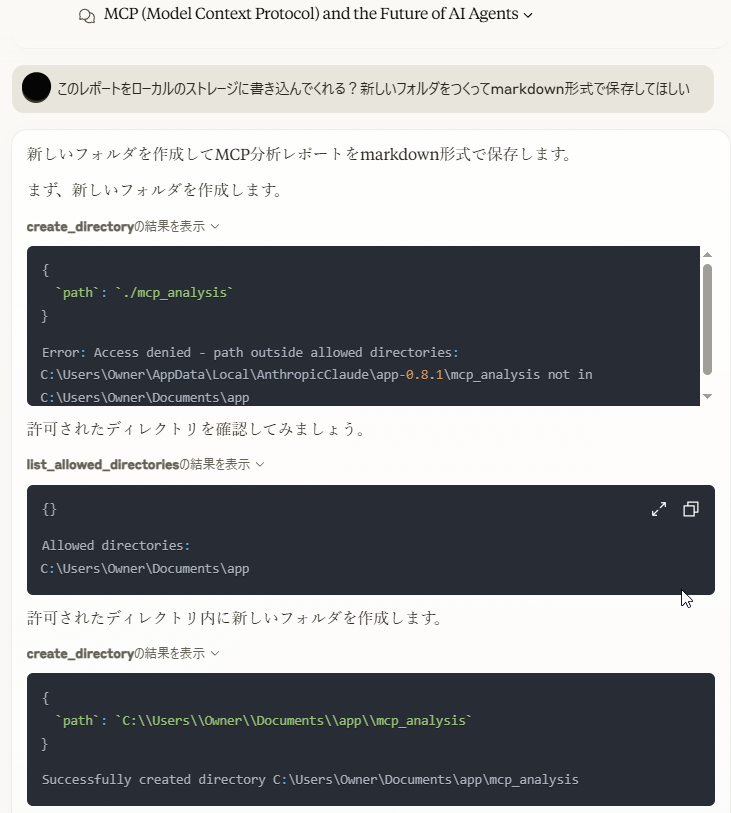 MCP (Model Context Protocol) and the Future of AI Agents
このレポートをローカルのストレージに書き込んでくれる？新しいフォルダをつくってmarkdown形式で保存してほしい
新しいフォルダを作成してMCP分析レポートをmarkdown形式で保存します。
まず、新しいフォルダを作成します。
create_directoryの結果を表示
{
  `path`: `./mcp_analysis`
}
Error: Access denied - path outside allowed directories:
C:\Users\Owner\AppData\Local\AnthropicClaude\app-0.8.1\mcp_analysis not in
C:\Users\Owner\Documents\app
許可されたディレクトリを確認してみましょう。
list_allowed_directoriesの結果を表示
{}
Allowed directories:
C:\Users\Owner\Documents\app
許可されたディレクトリ内に新しいフォルダを作成します。
create_directoryの結果を表示
{
  `path`: `C:\\Users\\Owner\\Documents\\app\\mcp_analysis`
}
Successfully created directory C:\Users\Owner\Documents\app\mcp_analysis